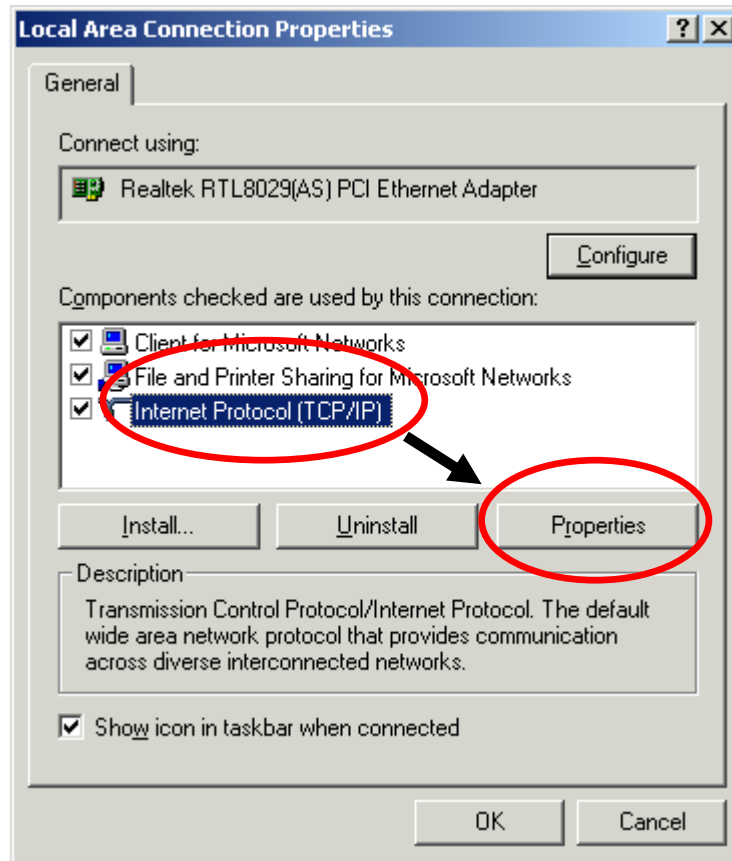 Local Area Connection Properties
General
Connect using:
Realtek RTL8029(AS) PCI Ethernet Adapter
Configure
Components checked are used by this connection:
Client for Microsoft Networks
File and Printer Sharing for Microsoft Networks
Internet Protocol (TCP/IP)
Install... Uninstall Properties
Description
Transmission Control Protocol/Internet Protocol. The default
wide area network protocol that provides communication
across diverse interconnected networks.
Show icon in taskbar when connected
OK Cancel